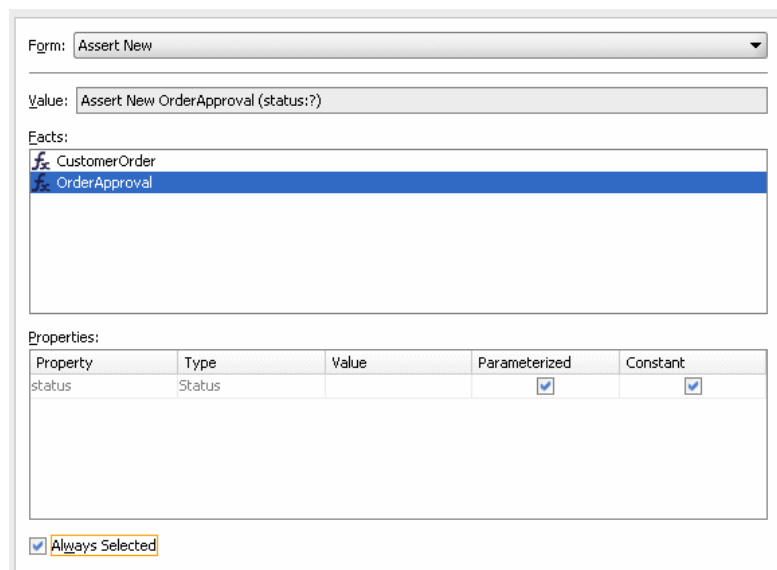 Form: Assert New
Value: Assert New OrderApproval (status:?)
Facts:
CustomerOrder
OrderApproval
Properties:
Property Type Value Parameterized Constant
status Status
Always Selected